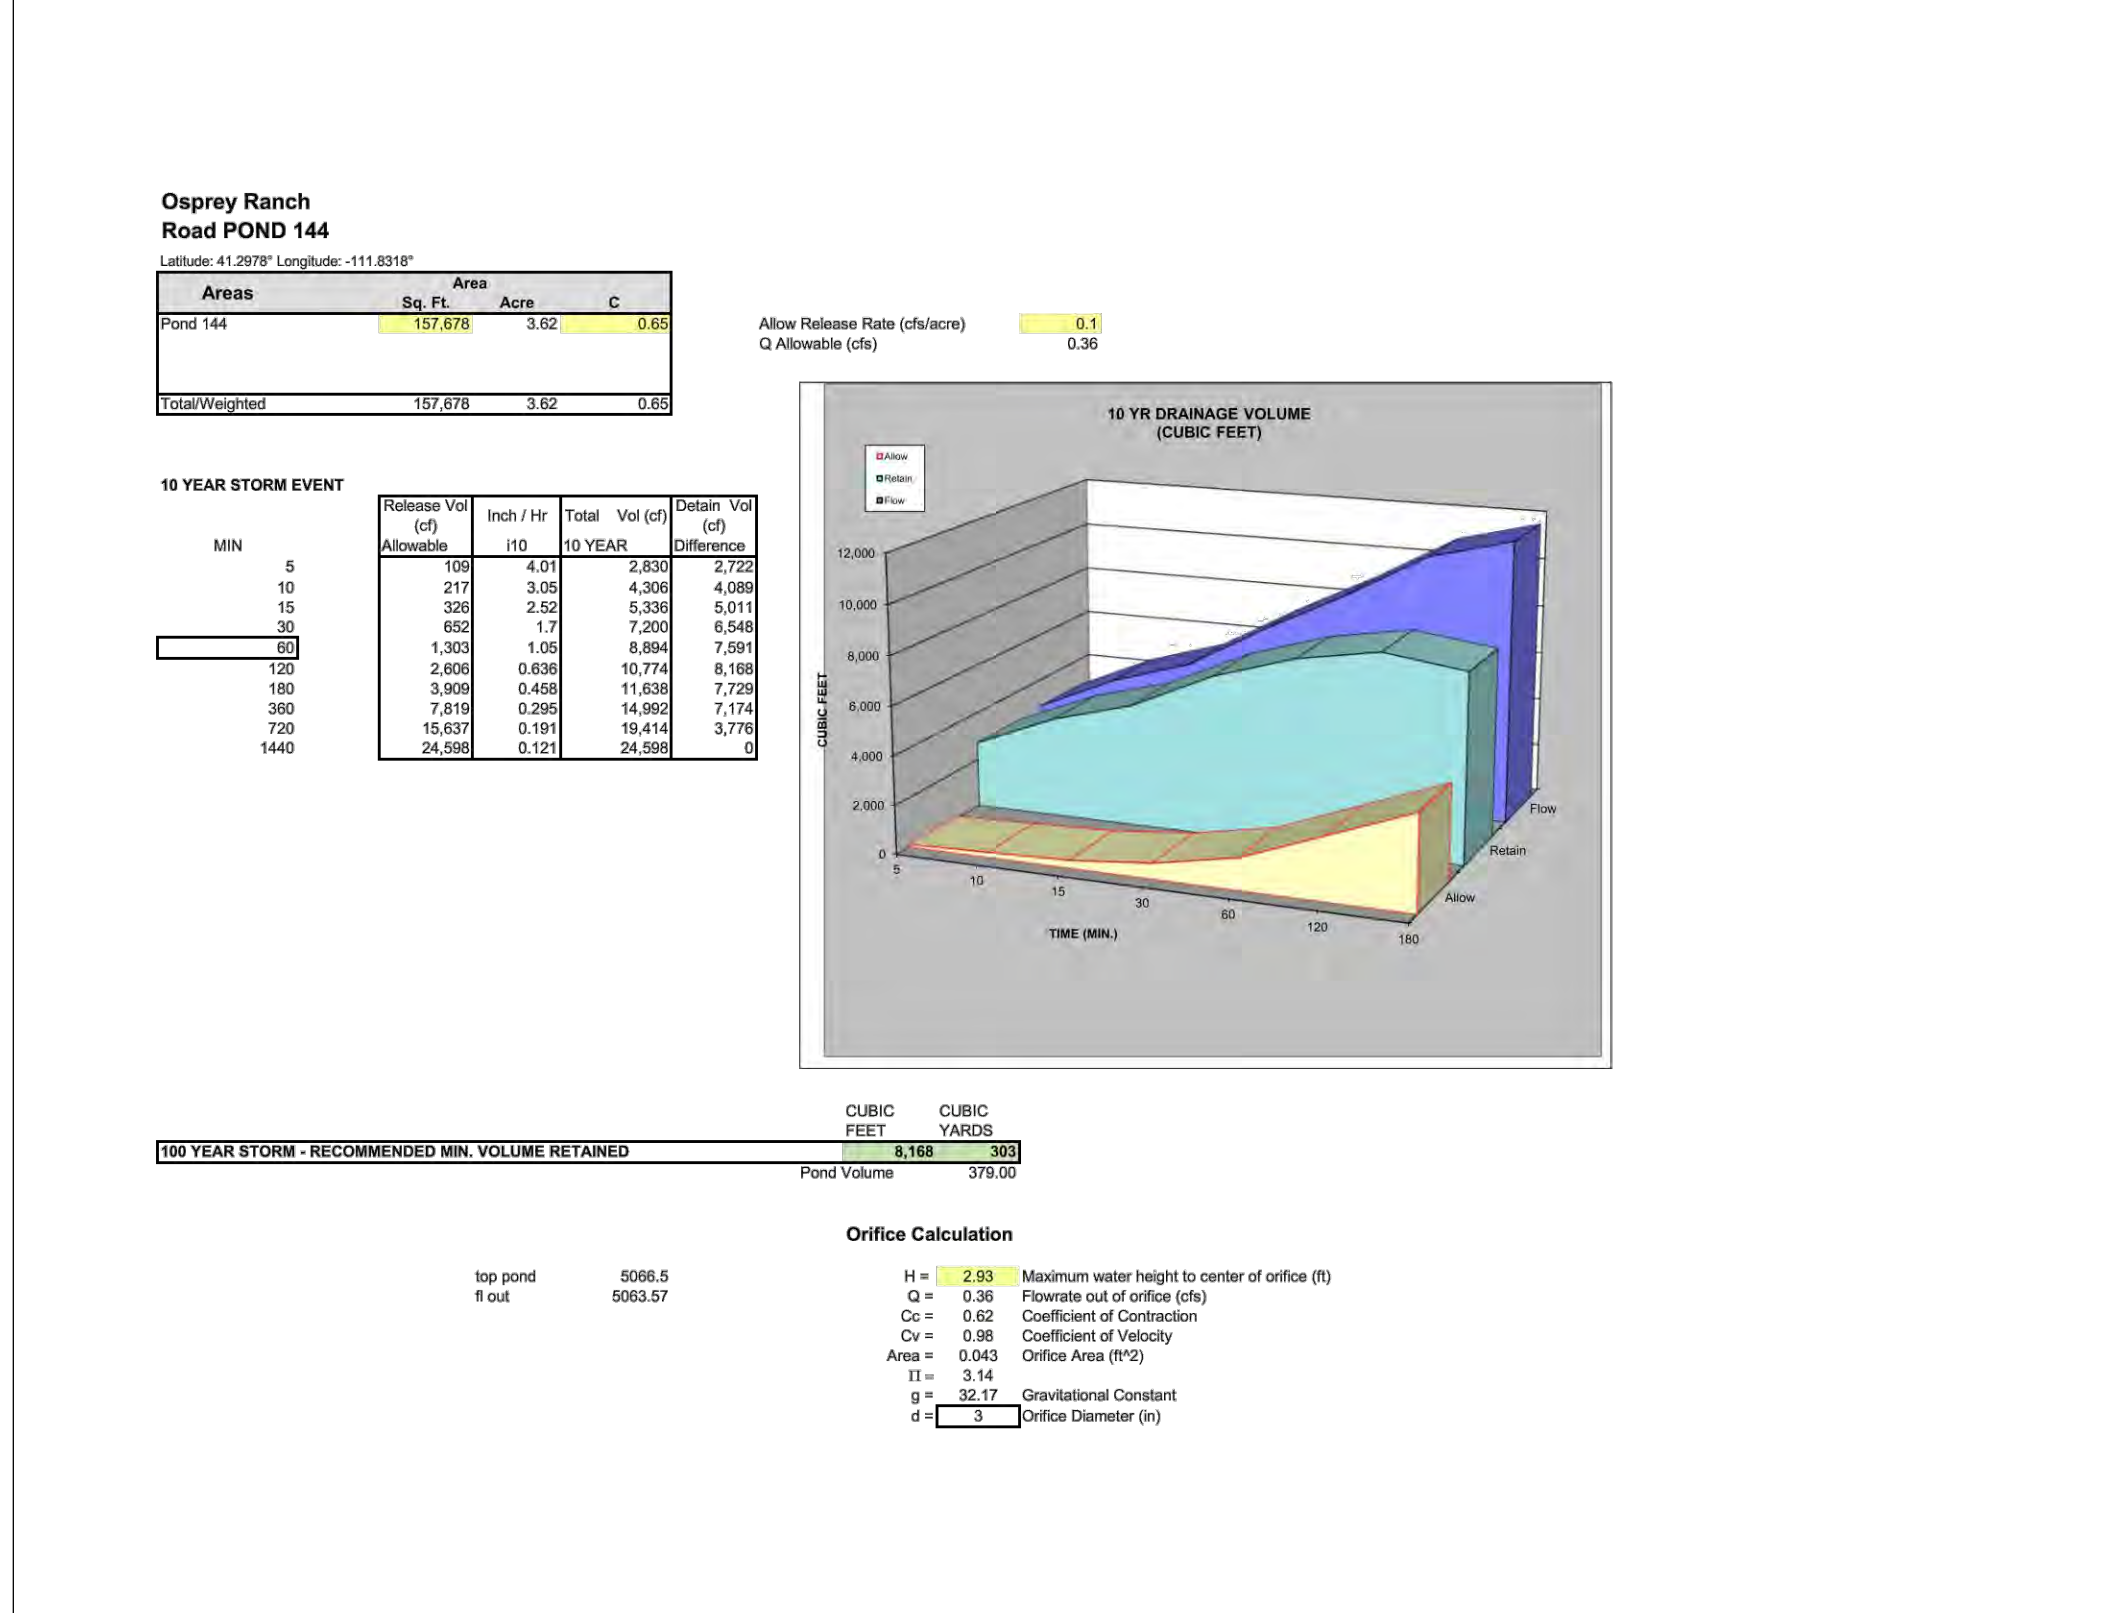 Osprey Ranch
Road POND 144
Latitude: 41.2978° Longitude: -111.8318°
Areas Area
Sq. Ft. Acre C
Pond 144 157,678 3.62 0.65
Total/Weighted 157,678 3.62 0.65
Allow Release Rate (cfs/acre) 0.1
Q Allowable (cfs) 0.36
10 YEAR STORM EVENT
Release Vol Inch / Hr Total Vol (cf) Detain Vol
(cf) (cf)
MIN Allowable i10 10 YEAR Difference
5 109 4.01 2,830 2,722
10 217 3.05 4,306 4,089
15 326 2.52 5,336 5,011
30 652 1.7 7,200 6,548
60 1,303 1.05 8,894 7,591
120 2,606 0.636 10,774 8,168
180 3,909 0.458 11,638 7,729
360 7,819 0.295 14,992 7,174
720 15,637 0.191 19,414 3,776
1440 24,598 0.121 24,598 0
10 YR DRAINAGE VOLUME
(CUBIC FEET)
Allow
Retain
Flow
12,000
10,000
8,000
6,000
4,000
2,000
0
CUBIC FEET
5
10
15
30
60
120
180
TIME (MIN.)
Flow
Retain
Allow
CUBIC CUBIC
FEET YARDS
100 YEAR STORM - RECOMMENDED MIN. VOLUME RETAINED 8,168 303
Pond Volume 379.00
Orifice Calculation
top pond 5066.5
fl out 5063.57
H = 2.93 Maximum water height to center of orifice (ft)
Q = 0.36 Flowrate out of orifice (cfs)
Cc = 0.62 Coefficient of Contraction
Cv = 0.98 Coefficient of Velocity
Area = 0.043 Orifice Area (ft^2)
Π = 3.14
g = 32.17 Gravitational Constant
d = 3 Orifice Diameter (in)